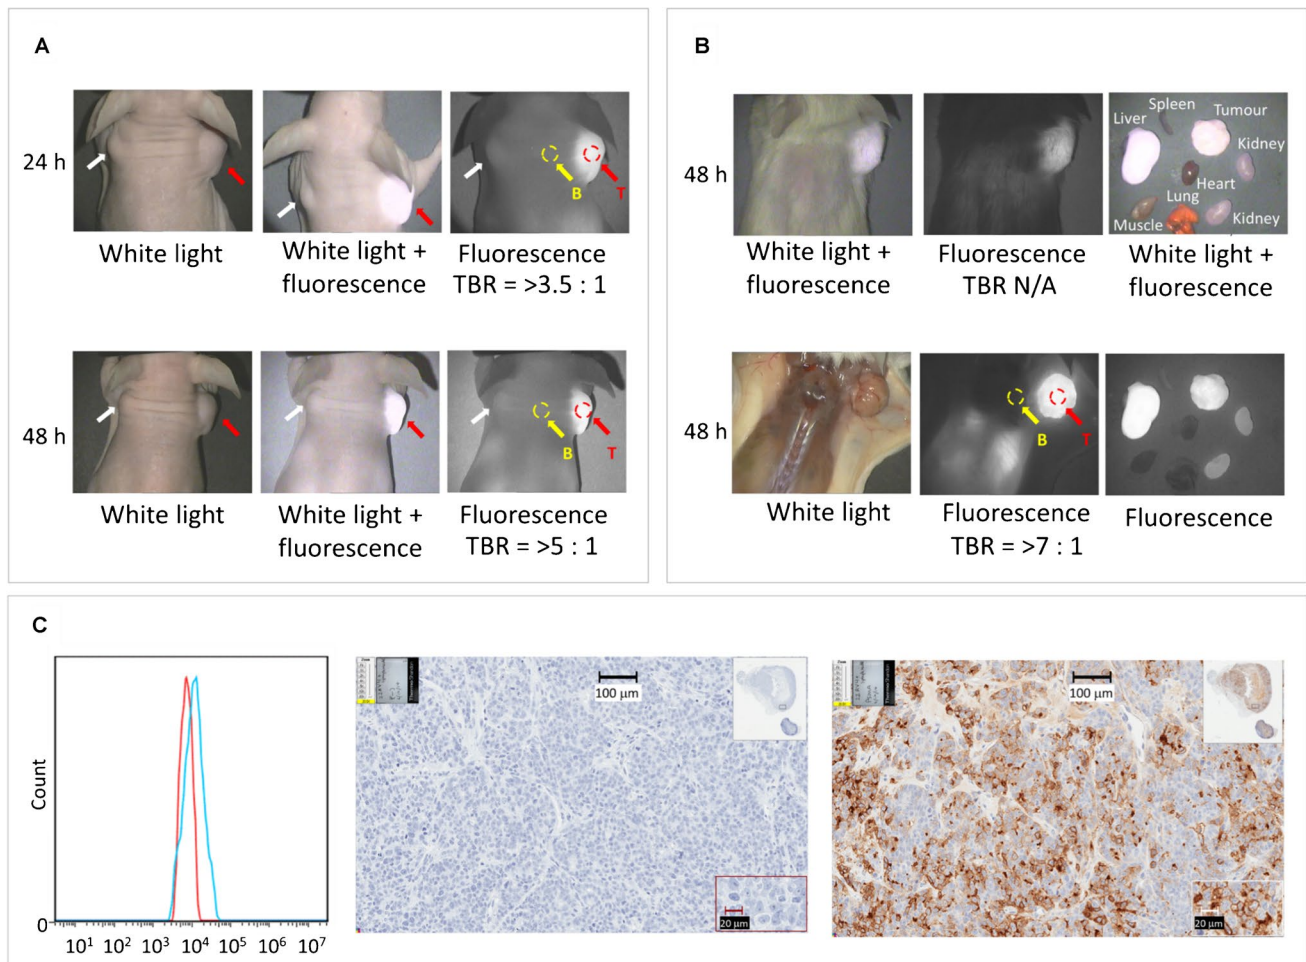 A
24 h
B
T
White light
White light +
fluorescence
Fluorescence
TBR = >3.5 : 1
48 h
B
T
White light
White light +
fluorescence
Fluorescence
TBR = >5 : 1
B
48 h
Liver
Spleen
Tumour
Kidney
Heart
Lung
Muscle
Kidney
White light +
fluorescence
Fluorescence
TBR N/A
White light +
fluorescence
48 h
B
T
White light
Fluorescence
TBR = >7 : 1
Fluorescence
C
Count
0
10¹ 10² 10³ 10⁴ 10⁵ 10⁶ 10⁷
100 µm
20 µm
100 µm
20 µm